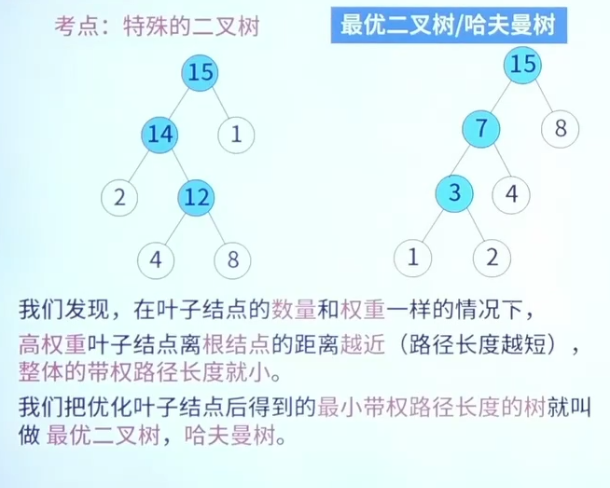 考点：特殊的二叉树
最优二叉树/哈夫曼树
15
15
14
1
7
8
2
12
3
4
4
8
1
2
我们发现，在叶子结点的数量和权重一样的情况下，
高权重叶子结点离根结点的距离越近（路径长度越短），
整体的带权路径长度就小。
我们把优化叶子结点后得到的最小带权路径长度的树就叫
做 最优二叉树，哈夫曼树。